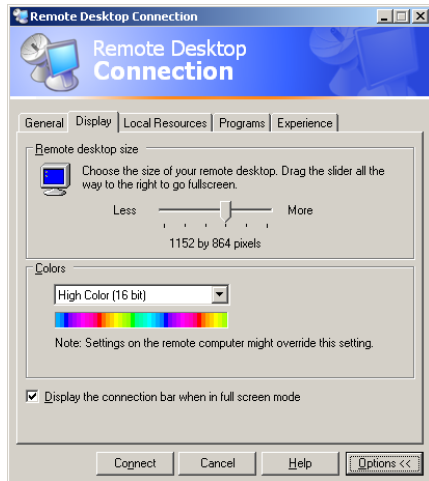 Remote Desktop Connection
Remote Desktop
Connection
General Display Local Resources Programs Experience
Remote desktop size
Choose the size of your remote desktop. Drag the slider all the
way to the right to go fullscreen.
Less More
1152 by 864 pixels
Colors
High Color (16 bit)
Note: Settings on the remote computer might override this setting.
Display the connection bar when in full screen mode
Connect Cancel Help Options <<